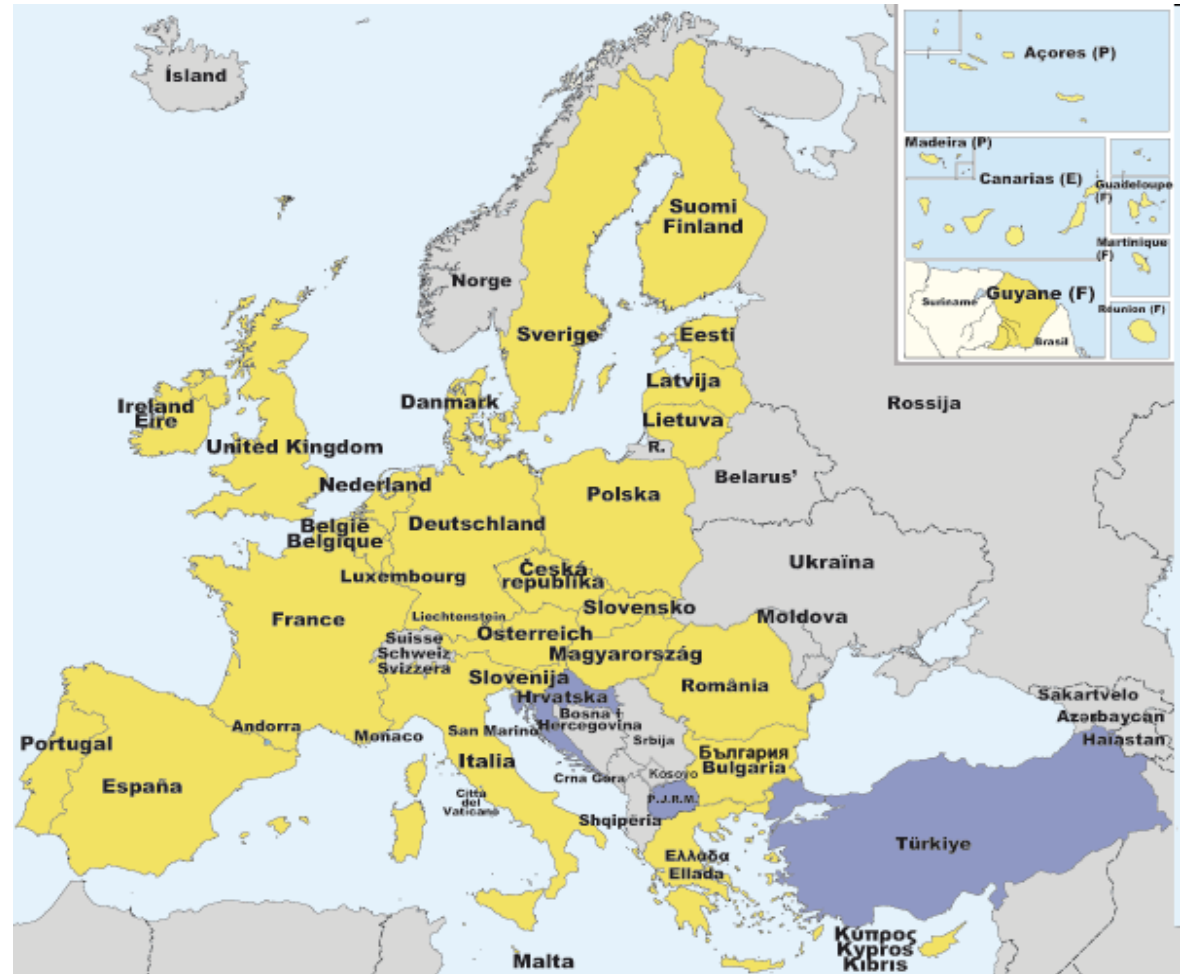 Ísland
Açores (P)
Madeira (P)
Canarias (E)
Guadeloupe
(F)
Martinique
(F)
Guyane (F)
Suriname
Brasil
Réunion (F)
Suomi
Finland
Norge
Sverige
Eesti
Latvija
Lietuva
R.
Rossija
Danmark
Ireland
Eire
United Kingdom
Nederland
België
Belgique
Deutschland
Polska
Belarus'
Luxembourg
Česká
republika
Ukraïna
France
Liechtenstein
Slovensko
Moldova
Suisse
Schweiz
Svizzera
Österreich
Magyarország
Slovenija
România
Hrvatska
Bosna i
Hercegovina
Srbija
Sakartvelo
Azərbaycan
Haiastan
Portugal
España
Andorra
Monaco
San Marino
Italia
Città
del
Vaticano
Crna Gora
Kosovo
България
Bulgaria
P.J.R.M.
Shqipëria
Ελλάδα
Ellada
Türkiye
Malta
Κύπρος
Kypros
Kıbrıs